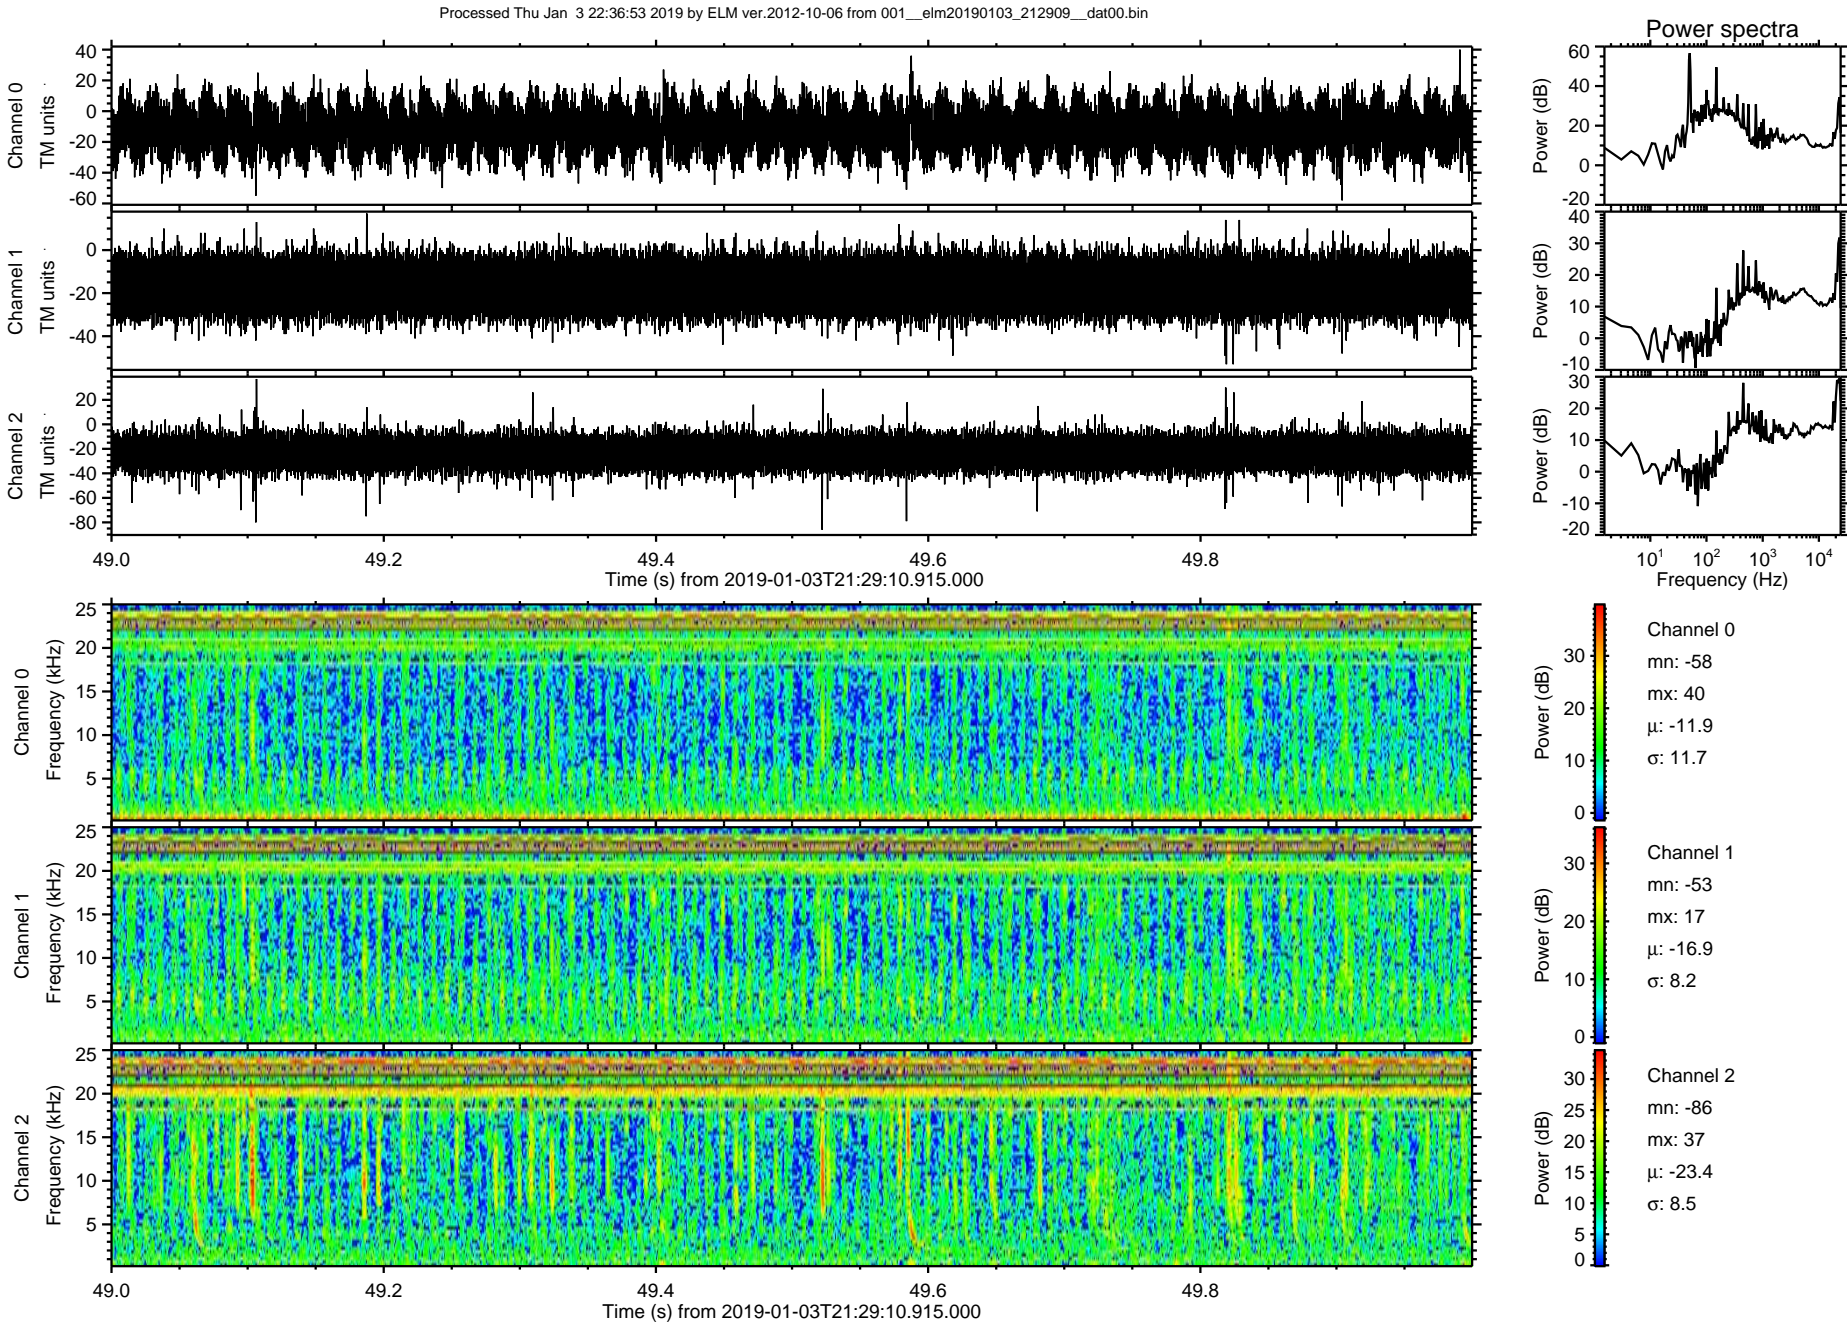 Processed Thu Jan  3 22:36:53 2019 by ELM ver.2012-10-06 from 001__elm20190103_212909__dat00.bin
Power spectra
Channel 0
TM units
40
20
0
-20
-40
-60
Power (dB)
60
40
20
0
-20
Channel 1
TM units
0
-20
-40
Power (dB)
40
30
20
10
0
-10
Channel 2
TM units
20
0
-20
-40
-60
-80
Power (dB)
30
20
10
0
-10
-20
49.0 49.2 49.4 49.6 49.8
Time (s) from 2019-01-03T21:29:10.915.000
10^1 10^2 10^3 10^4
Frequency (Hz)
Channel 0
Frequency (kHz)
25
20
15
10
5
Power (dB)
30
20
10
0
Channel 0
mn: -58
mx: 40
μ: -11.9
σ: 11.7
Channel 1
Frequency (kHz)
25
20
15
10
5
Power (dB)
30
20
10
0
Channel 1
mn: -53
mx: 17
μ: -16.9
σ: 8.2
Channel 2
Frequency (kHz)
25
20
15
10
5
Power (dB)
30
25
20
15
10
5
0
Channel 2
mn: -86
mx: 37
μ: -23.4
σ: 8.5
49.0 49.2 49.4 49.6 49.8
Time (s) from 2019-01-03T21:29:10.915.000